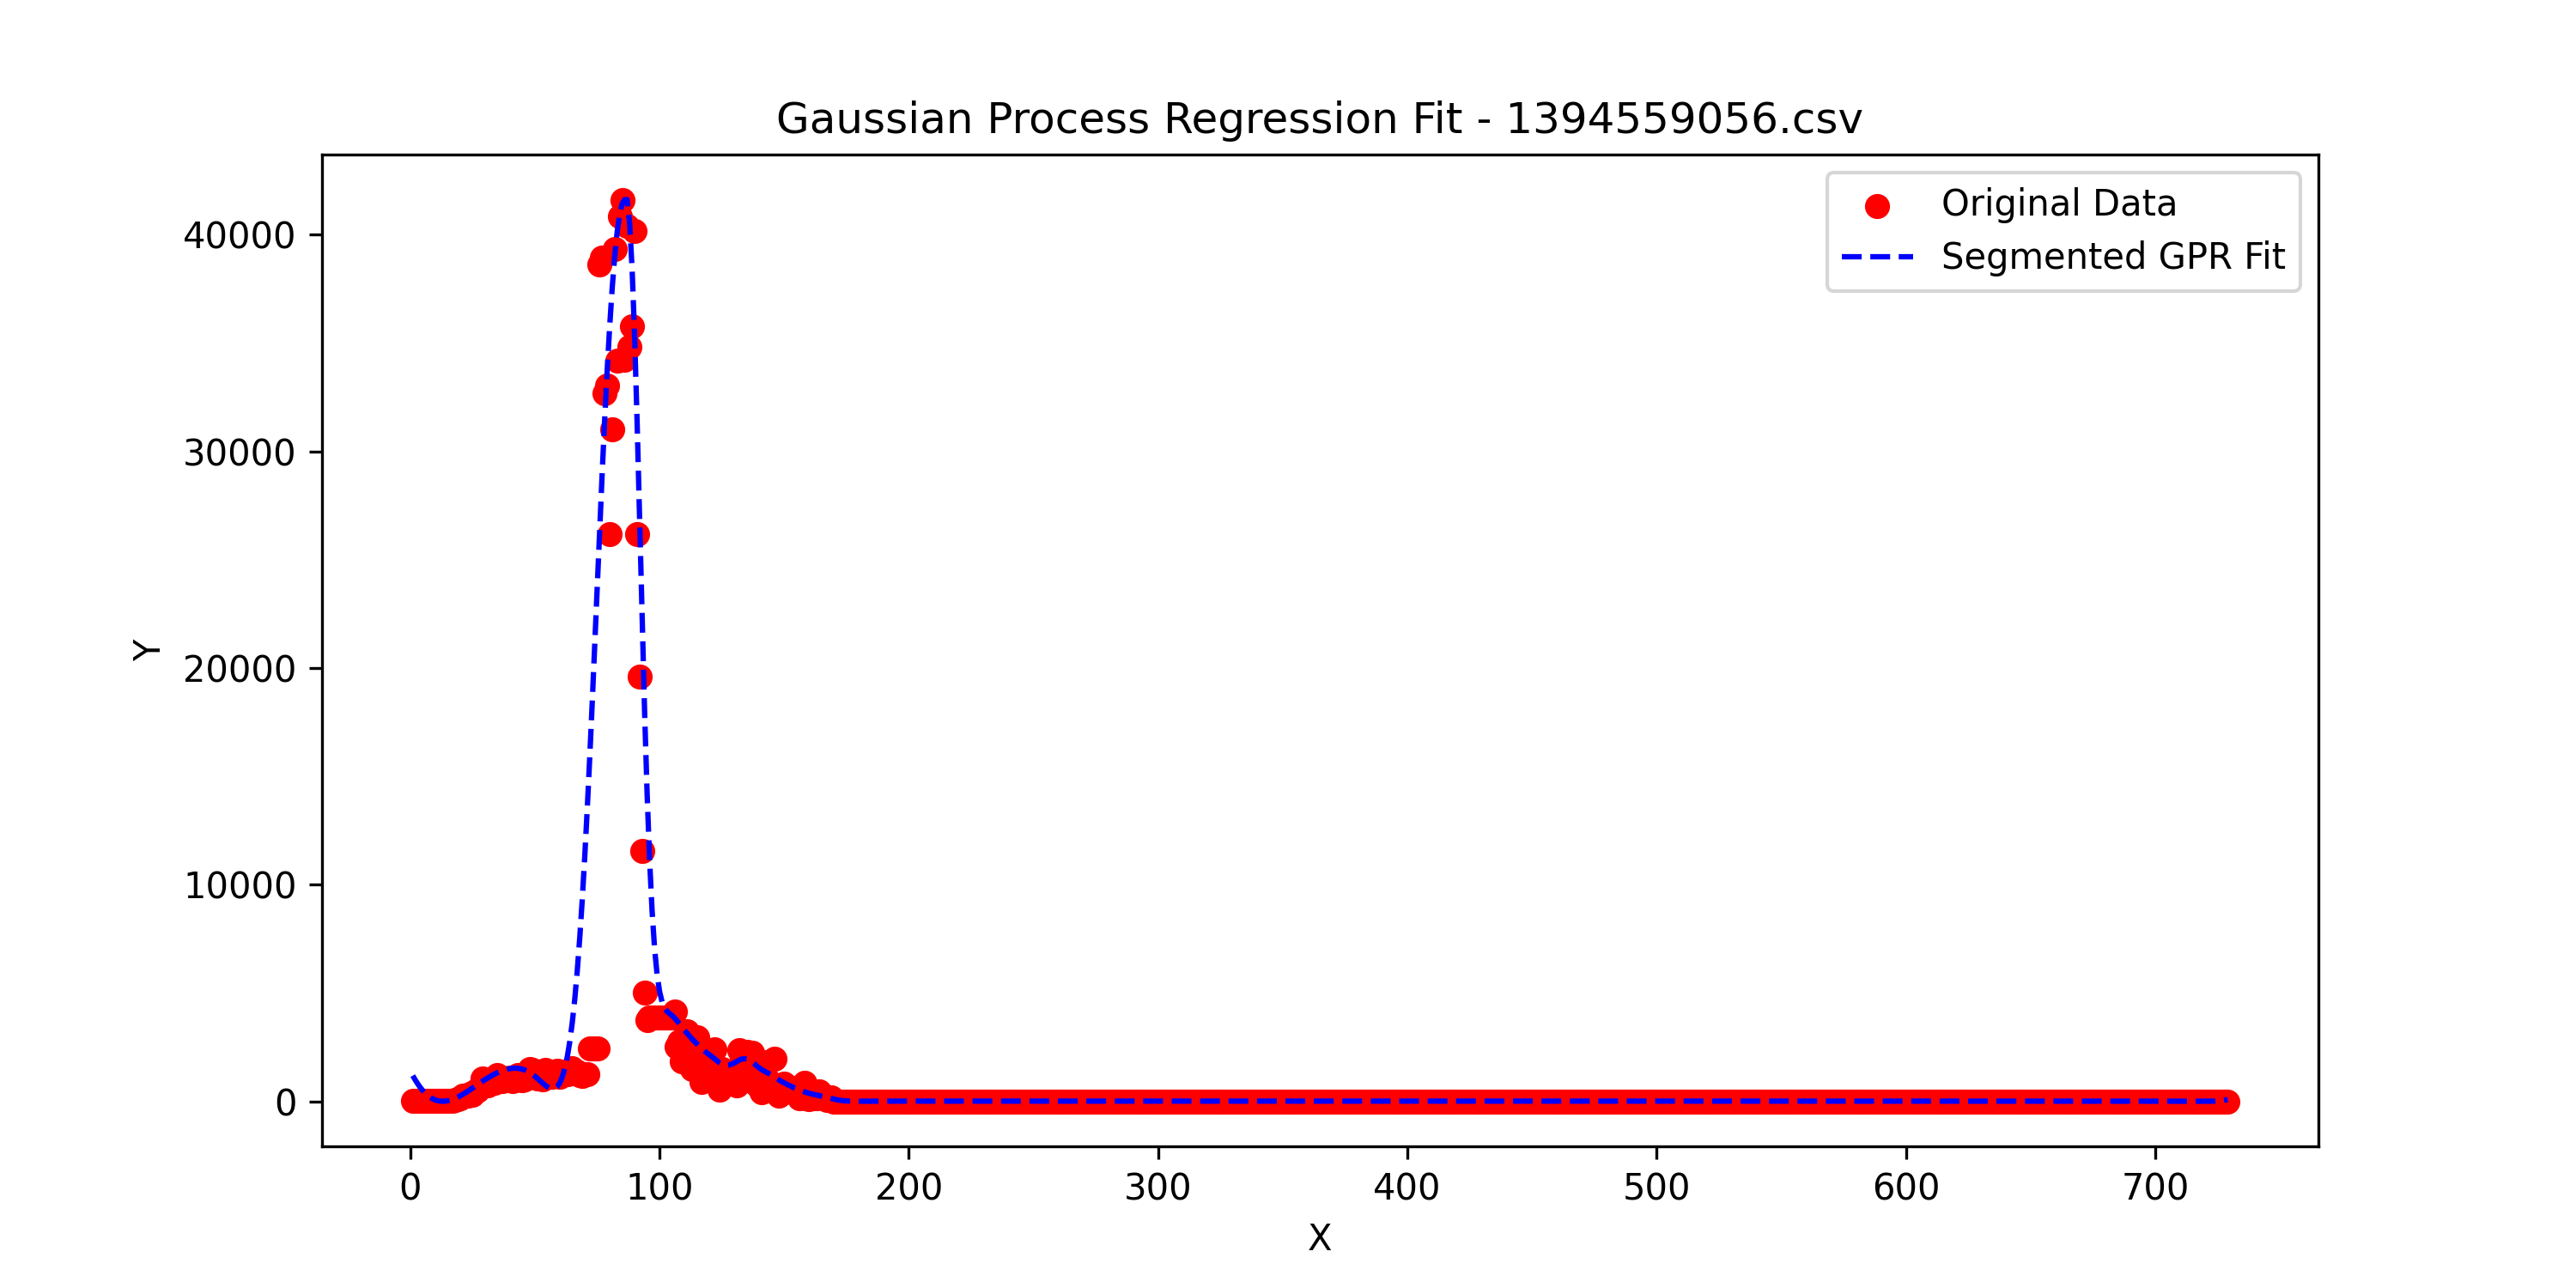 Gaussian Process Regression Fit - 1394559056.csv
Original Data
Segmented GPR Fit
Y
40000
30000
20000
10000
0
0 100 200 300 400 500 600 700
X